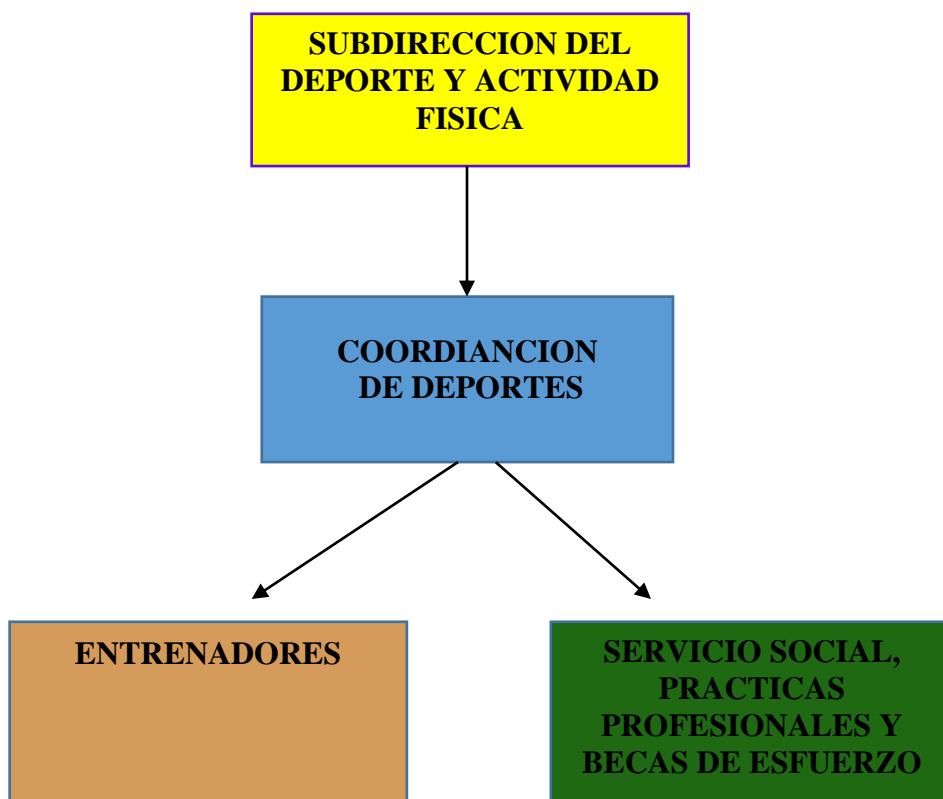 SUBDIRECCION DEL
DEPORTE Y ACTIVIDAD
FISICA
COORDIANCION
DE DEPORTES
ENTRENADORES
SERVICIO SOCIAL,
PRACTICAS
PROFESIONALES Y
BECAS DE ESFUERZO